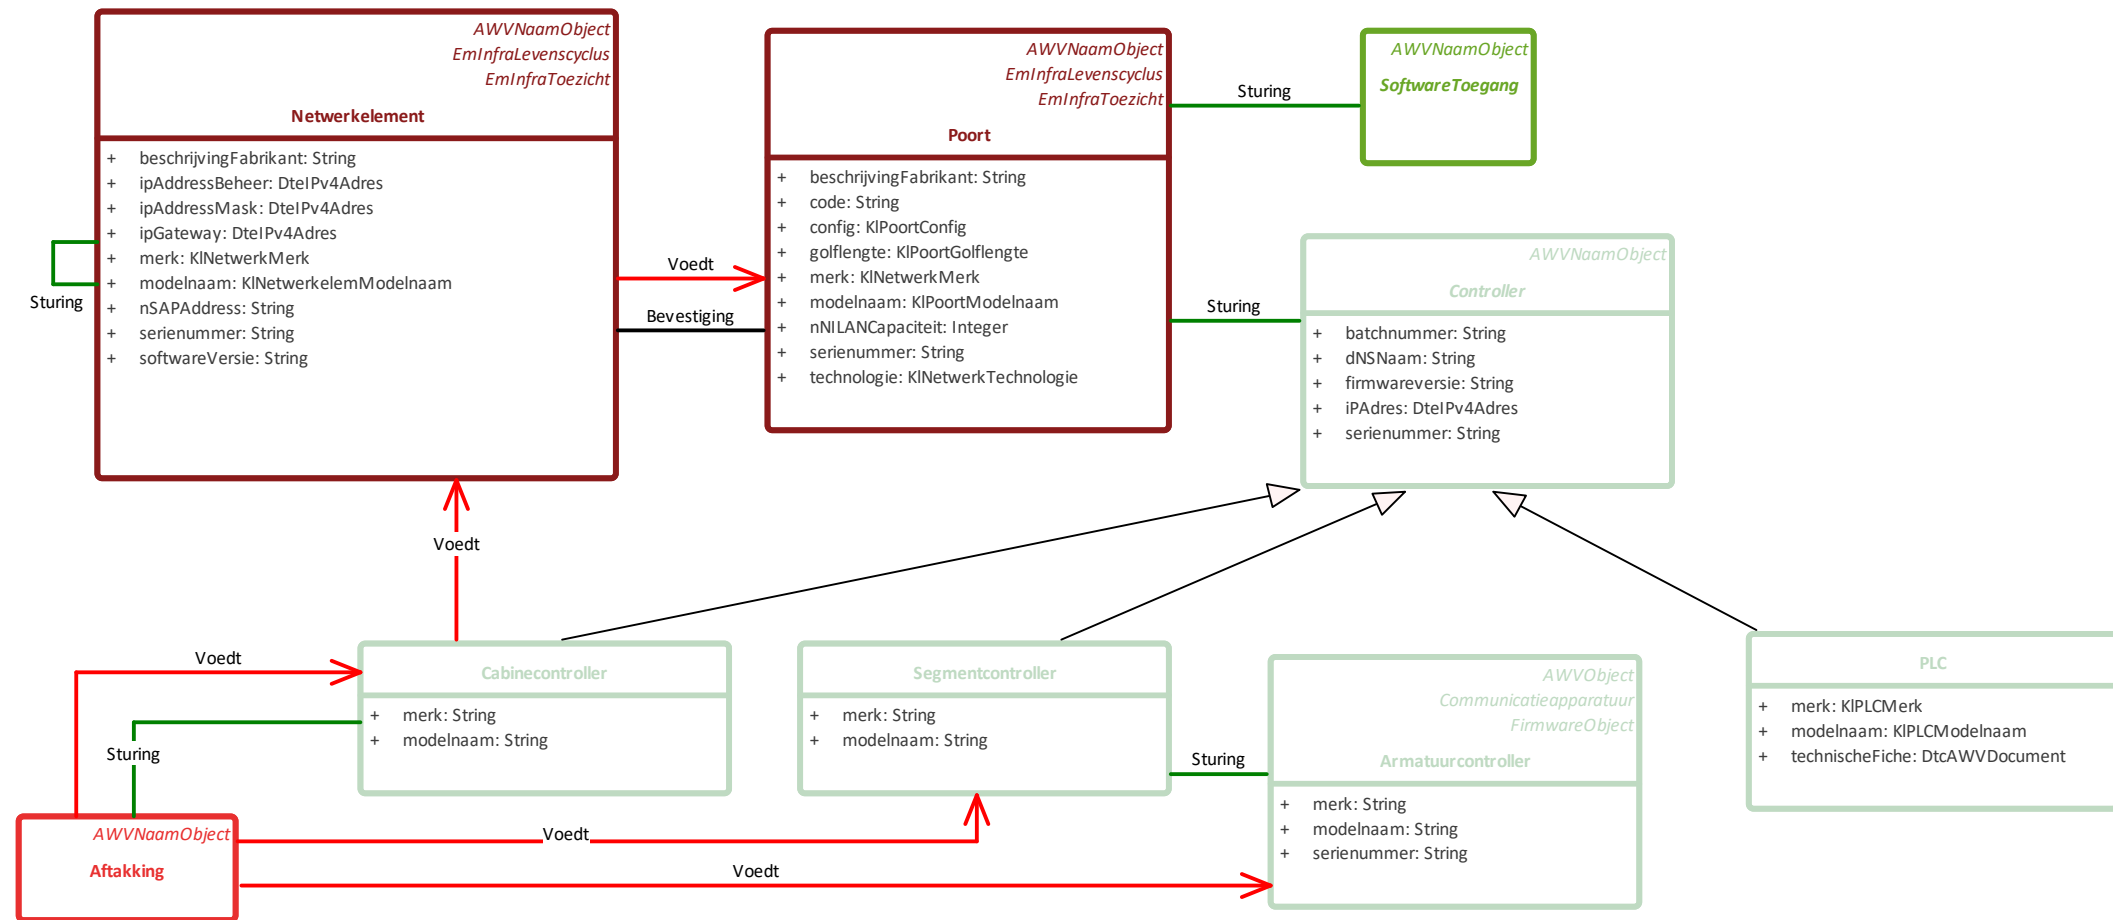 AWVNaamObject
EmInfraLevenscyclus
EmInfraToezicht
Netwerkelement
+ beschrijvingFabrikant: String
+ ipAddressBeheer: DteIPv4Adres
+ ipAddressMask: DteIPv4Adres
+ ipGateway: DteIPv4Adres
+ merk: KlNetwerkMerk
+ modelnaam: KlNetwerkelemModelnaam
+ nSAPAddress: String
+ serienummer: String
+ softwareVersie: String
Sturing
Voedt
Bevestiging
AWVNaamObject
EmInfraLevenscyclus
EmInfraToezicht
Poort
+ beschrijvingFabrikant: String
+ code: String
+ config: KlPoortConfig
+ golflengte: KlPoortGolflengte
+ merk: KlNetwerkMerk
+ modelnaam: KlPoortModelnaam
+ nNILANCapaciteit: Integer
+ serienummer: String
+ technologie: KlNetwerkTechnologie
Sturing
AWVNaamObject
SoftwareToegang
Sturing
AWVNaamObject
Controller
+ batchnummer: String
+ dNSNaam: String
+ firmwareversie: String
+ iPAdres: DteIPv4Adres
+ serienummer: String
Voedt
Voedt
Cabinecontroller
+ merk: String
+ modelnaam: String
Sturing
Segmentcontroller
+ merk: String
+ modelnaam: String
Sturing
AWVObject
Communicatieapparatuur
FirmwareObject
Armatuurcontroller
+ merk: String
+ modelnaam: String
+ serienummer: String
PLC
+ merk: KlPLCMerk
+ modelnaam: KlPLCModelnaam
+ technischeFiche: DtcAWVDocument
AWVNaamObject
Aftakking
Voedt
Voedt